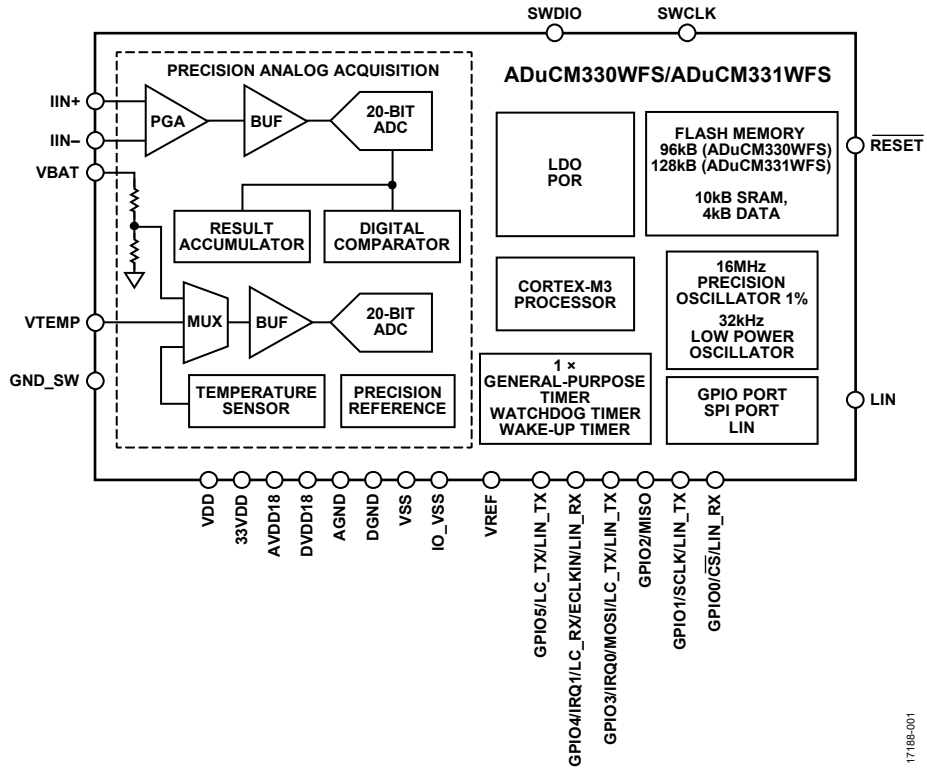 SWDIO
SWCLK
PRECISION ANALOG ACQUISITION
ADuCM330WFS/ADuCM331WFS
IIN+
IIN–
VBAT
PGA
BUF
20-BIT
ADC
RESULT
ACCUMULATOR
DIGITAL
COMPARATOR
VTEMP
MUX
BUF
20-BIT
ADC
GND_SW
TEMPERATURE
SENSOR
PRECISION
REFERENCE
LDO
POR
FLASH MEMORY
96kB (ADuCM330WFS)
128kB (ADuCM331WFS)
10kB SRAM,
4kB DATA
RESET
CORTEX-M3
PROCESSOR
16MHz
PRECISION
OSCILLATOR 1%
32kHz
LOW POWER
OSCILLATOR
1 ×
GENERAL-PURPOSE
TIMER
WATCHDOG TIMER
WAKE-UP TIMER
GPIO PORT
SPI PORT
LIN
LIN
VDD
33VDD
AVDD18
DVDD18
AGND
DGND
VSS
IO_VSS
VREF
GPIO5/LC_TX/LIN_TX
GPIO4/IRQ1/LC_RX/ECLKIN/LIN_RX
GPIO3/IRQ0/MOSI/LC_TX/LIN_TX
GPIO2/MISO
GPIO1/SCLK/LIN_TX
GPIO0/CS/LIN_RX
17188-001